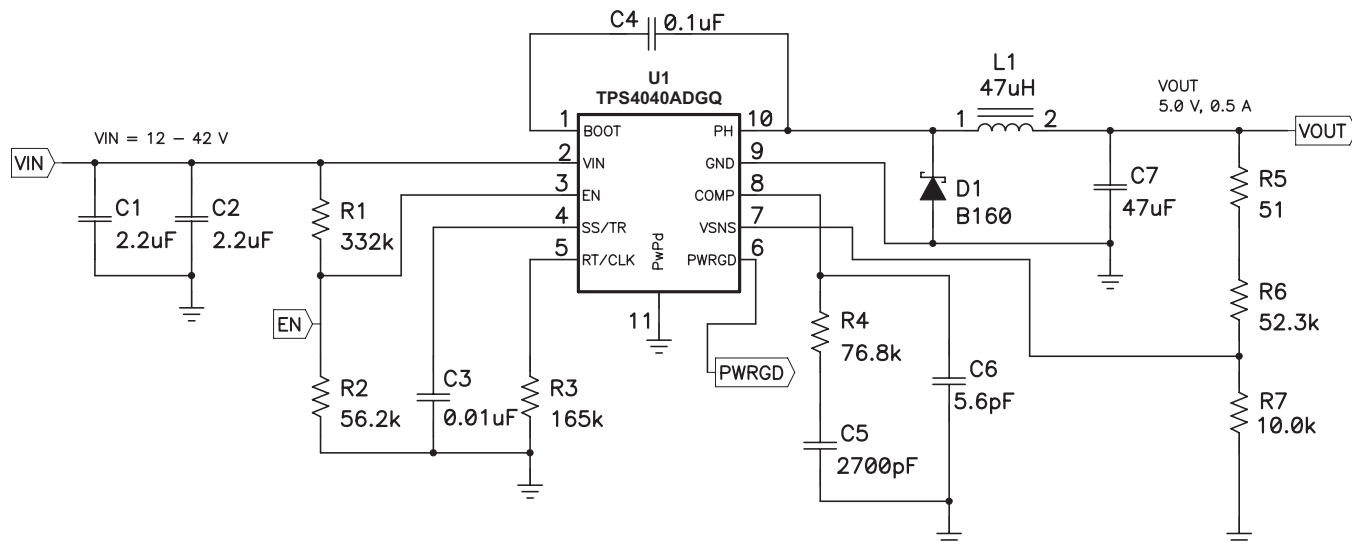 C4
0.1uF
U1
TPS4040ADGQ
L1
47uH
VOUT
5.0 V, 0.5 A
VIN = 12 – 42 V
VIN
1
BOOT
PH
10
1
2
VOUT
2
VIN
GND
9
3
EN
COMP
8
4
SS/TR
VSNS
7
5
RT/CLK
PWRGD
6
PwPd
11
C1
2.2uF
C2
2.2uF
R1
332k
D1
B160
C7
47uF
R5
51
EN
R2
56.2k
C3
0.01uF
R3
165k
PWRGD
R4
76.8k
C6
5.6pF
R6
52.3k
R7
10.0k
C5
2700pF